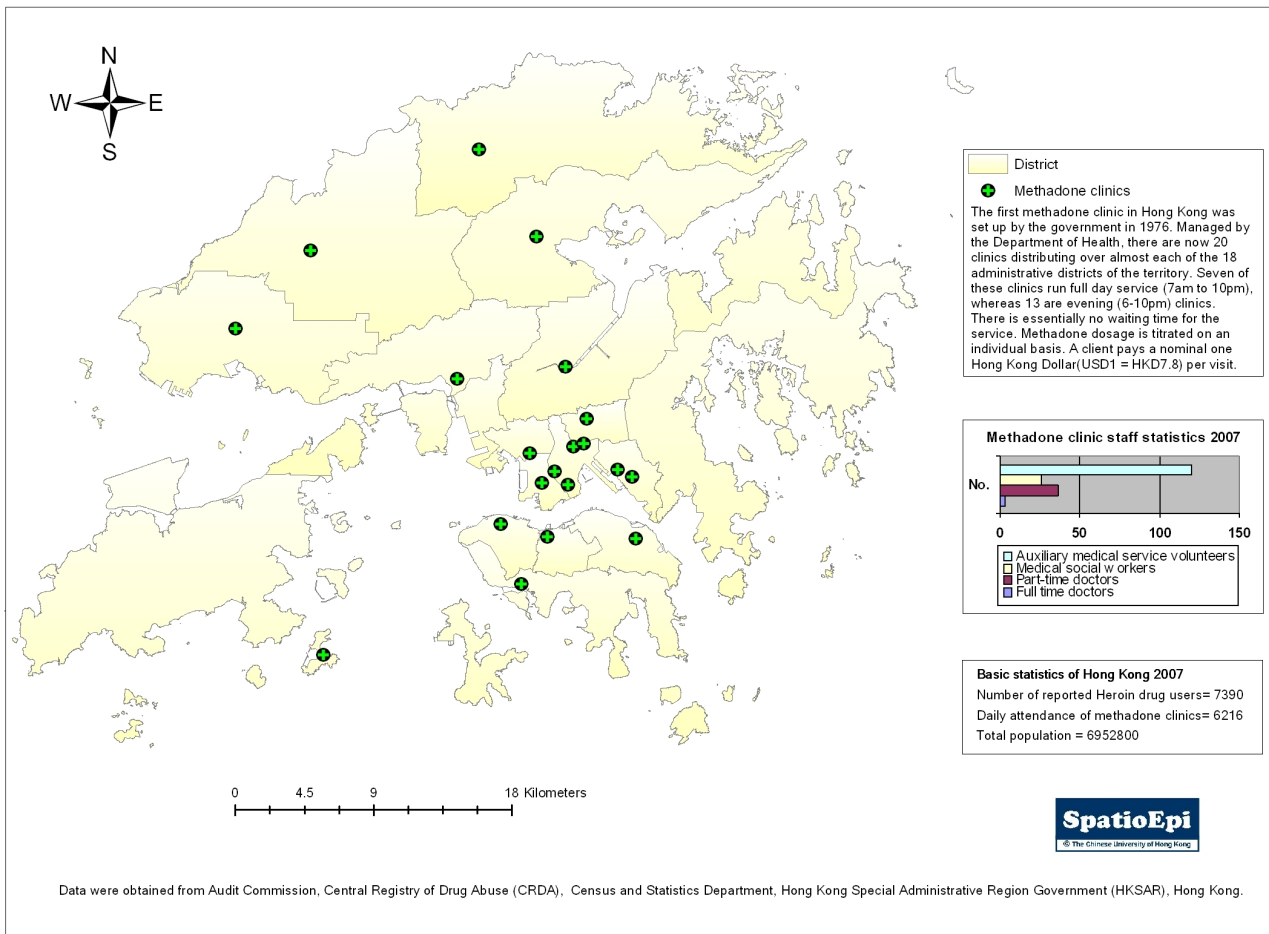 N
W E
S
District
Methadone clinics
The first methadone clinic in Hong Kong was
set up by the government in 1976. Managed by
the Department of Health, there are now 20
clinics distributing over almost each of the 18
administrative districts of the territory. Seven of
these clinics run full day service (7am to 10pm),
whereas 13 are evening (6-10pm) clinics.
There is essentially no waiting time for the
service. Methadone dosage is titrated on an
individual basis. A client pays a nominal one
Hong Kong Dollar(USD1 = HKD7.8) per visit.
Methadone clinic staff statistics 2007
No.
0 50 100 150
Auxiliary medical service volunteers
Medical social workers
Part-time doctors
Full time doctors
Basic statistics of Hong Kong 2007
Number of reported Heroin drug users= 7390
Daily attendance of methadone clinics= 6216
Total population = 6952800
0 4.5 9 18 Kilometers
SpatioEpi
© The Chinese University of Hong Kong
Data were obtained from Audit Commission, Central Registry of Drug Abuse (CRDA), Census and Statistics Department, Hong Kong Special Administrative Region Government (HKSAR), Hong Kong.